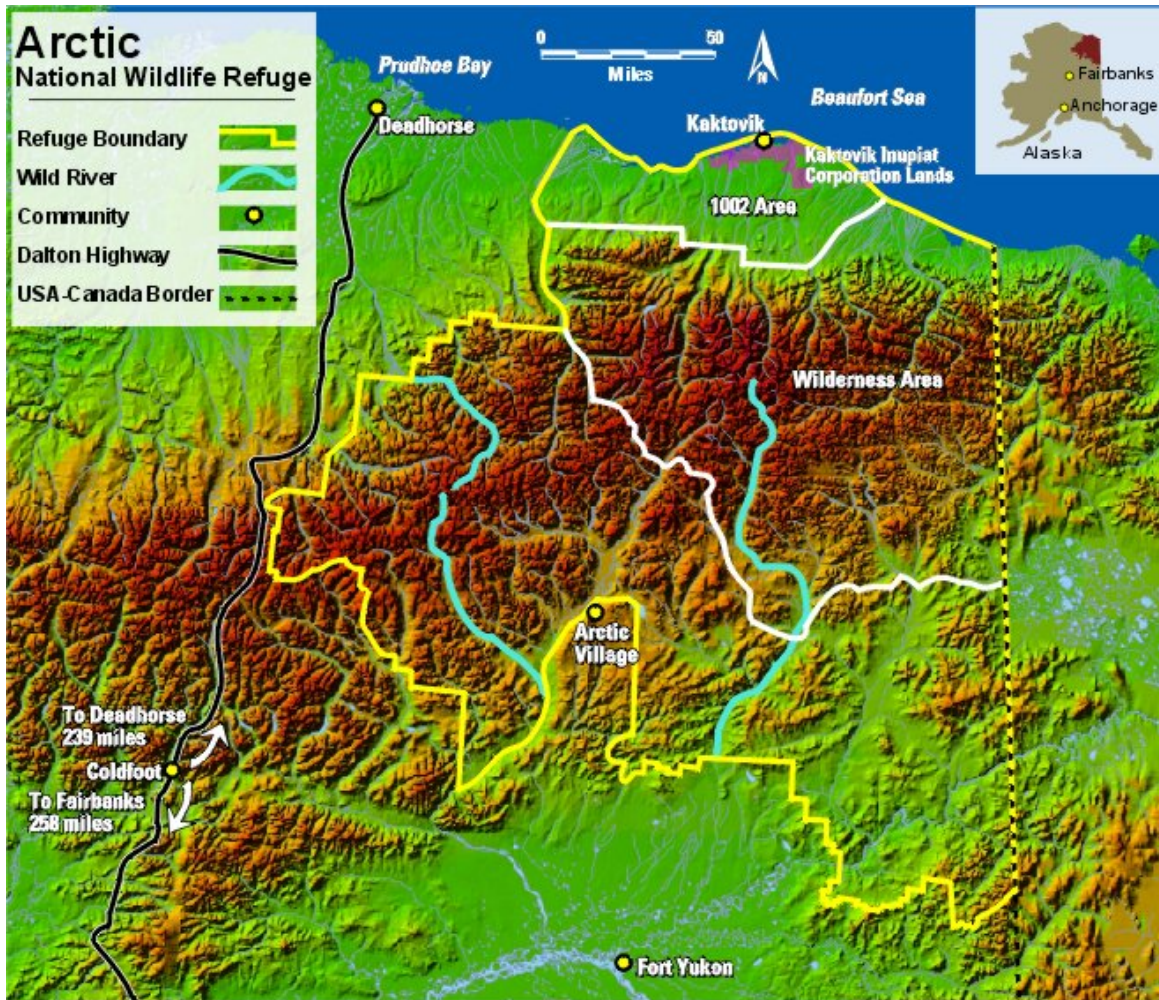 Arctic
National Wildlife Refuge
Refuge Boundary
Wild River
Community
Dalton Highway
USA-Canada Border
0
50
Miles
N
Prudhoe Bay
Deadhorse
Beaufort Sea
Kaktovik
Kaktovik Inupiat
Corporation Lands
1002 Area
Fairbanks
Anchorage
Alaska
Wilderness Area
Arctic
Village
To Deadhorse
239 miles
Coldfoot
To Fairbanks
258 miles
Fort Yukon